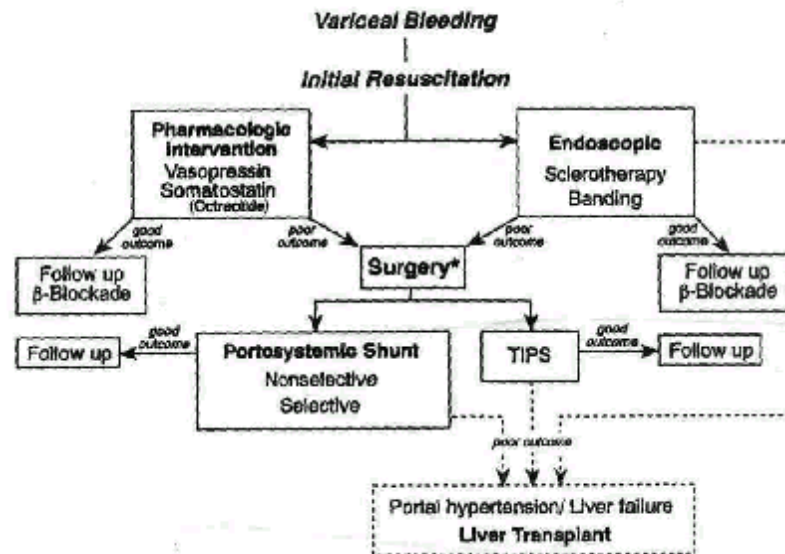 Variceal Bleeding
Initial Resuscitation
Pharmacologic
Intervention
Vasopressin
Somatostatin
(Octreotide)
Endoscopic
Sclerotherapy
Banding
good
outcome
poor
outcome
poor
outcome
good
outcome
Follow up
β-Blockade
Surgery*
Follow up
β-Blockade
Follow up
good
outcome
Portosystemic Shunt
Nonselective
Selective
TIPS
good
outcome
Follow up
poor outcome
Portal hypertension/ Liver failure
Liver Transplant